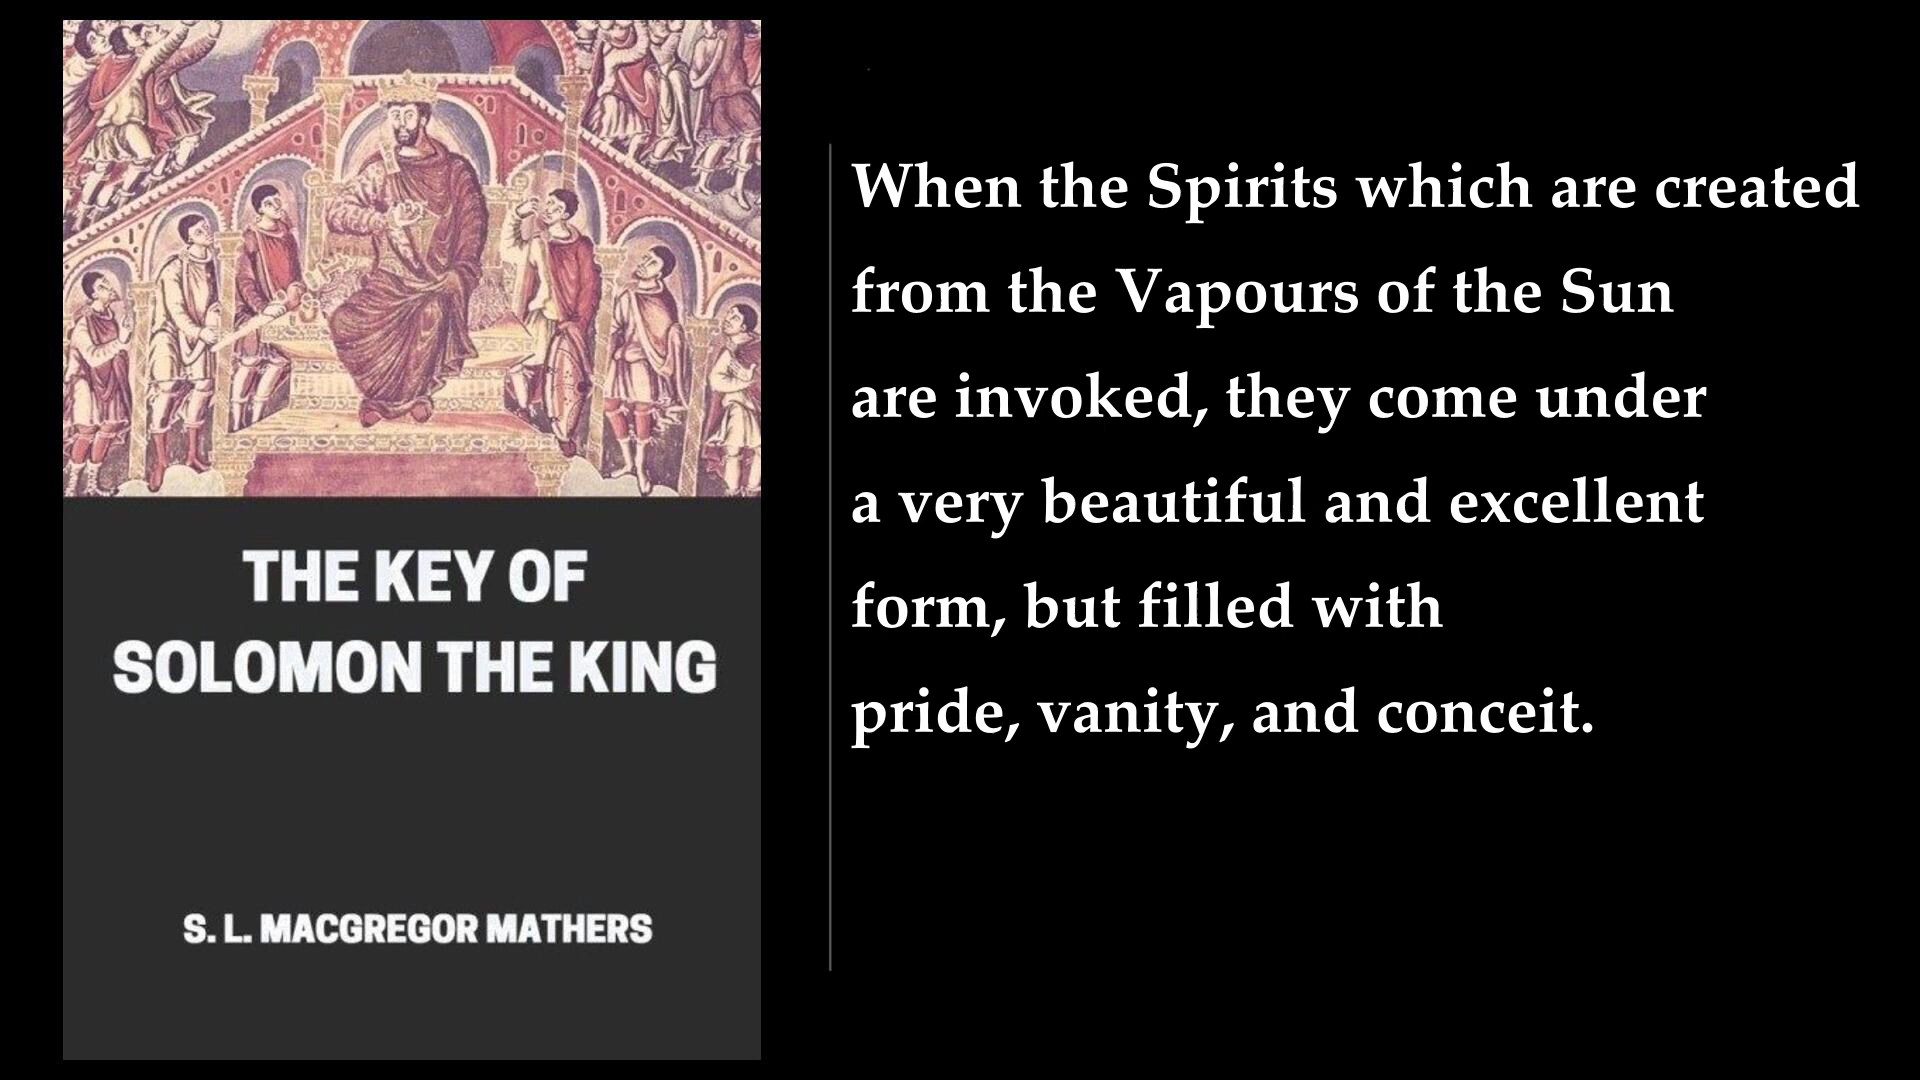 THE KEY OF
SOLOMON THE KING
S. L. MACGREGOR MATHERS
When the Spirits which are created
from the Vapours of the Sun
are invoked, they come under
a very beautiful and excellent
form, but filled with
pride, vanity, and conceit.